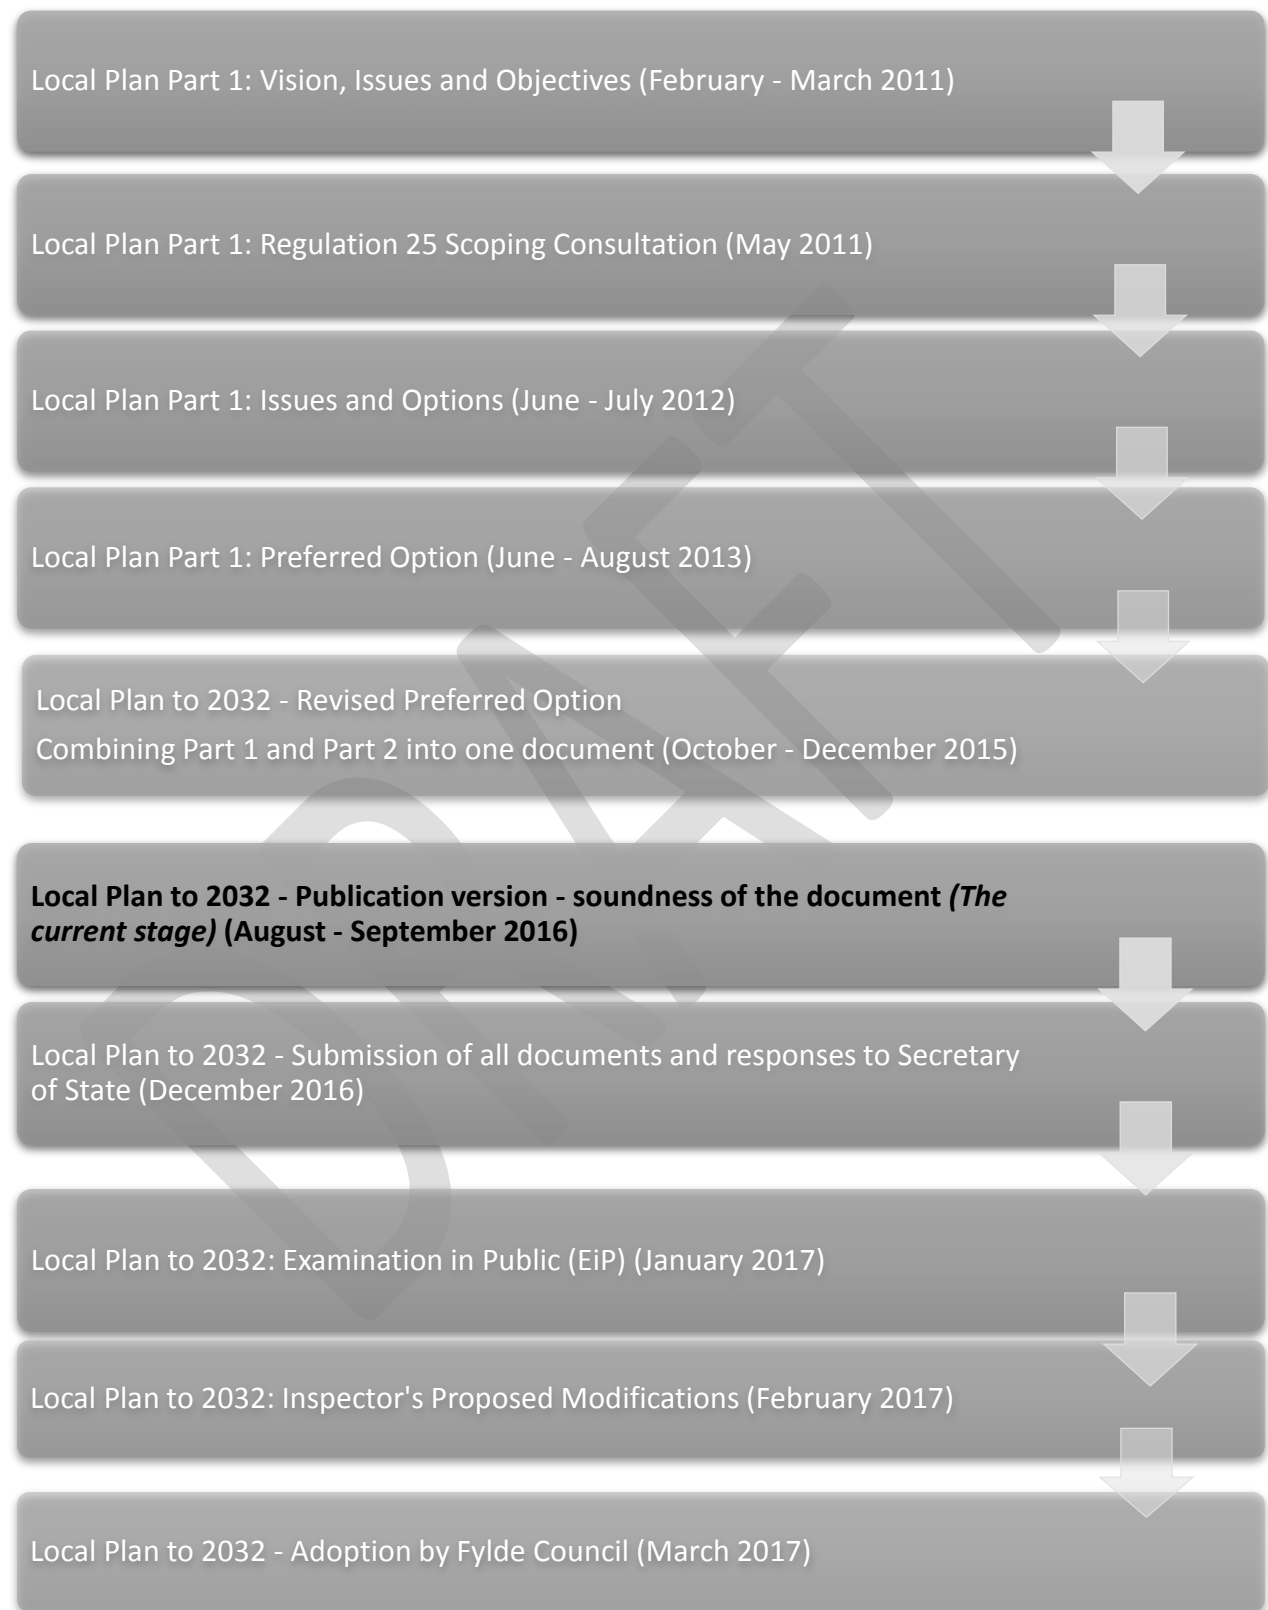 Local Plan Part 1: Vision, Issues and Objectives (February - March 2011)
Local Plan Part 1: Regulation 25 Scoping Consultation (May 2011)
Local Plan Part 1: Issues and Options (June - July 2012)
Local Plan Part 1: Preferred Option (June - August 2013)
Local Plan to 2032 - Revised Preferred Option
Combining Part 1 and Part 2 into one document (October - December 2015)
Local Plan to 2032 - Publication version - soundness of the document (The
current stage) (August - September 2016)
Local Plan to 2032 - Submission of all documents and responses to Secretary
of State (December 2016)
Local Plan to 2032: Examination in Public (EiP) (January 2017)
Local Plan to 2032: Inspector's Proposed Modifications (February 2017)
Local Plan to 2032 - Adoption by Fylde Council (March 2017)
DRAFT